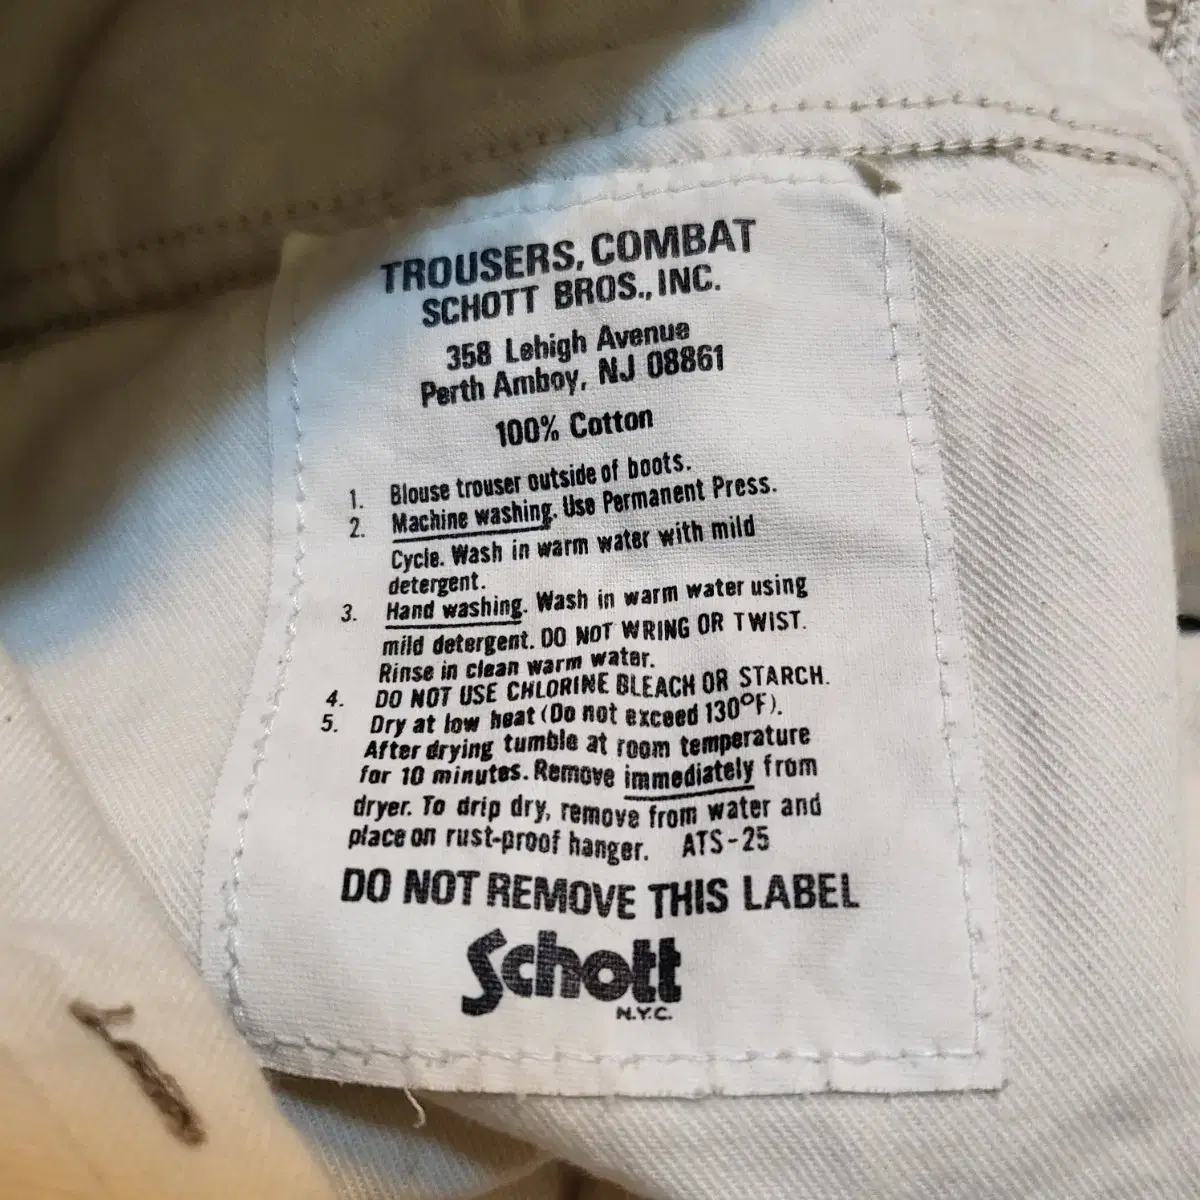 TROUSERS, COMBAT
SCHOTT BROS., INC.
358 Lehigh Avenue
Perth Amboy, NJ 08861
100% Cotton
1. Blouse trouser outside of boots.
2. Machine washing. Use Permanent Press.
Cycle. Wash in warm water with mild
detergent.
3. Hand washing. Wash in warm water using
mild detergent. DO NOT WRING OR TWIST.
Rinse in clean warm water.
4. DO NOT USE CHLORINE BLEACH OR STARCH.
5. Dry at low heat (Do not exceed 130°F).
After drying tumble at room temperature
for 10 minutes. Remove immediately from
dryer. To drip dry, remove from water and
place on rust-proof hanger. ATS-25
DO NOT REMOVE THIS LABEL
Schott
N.Y.C.